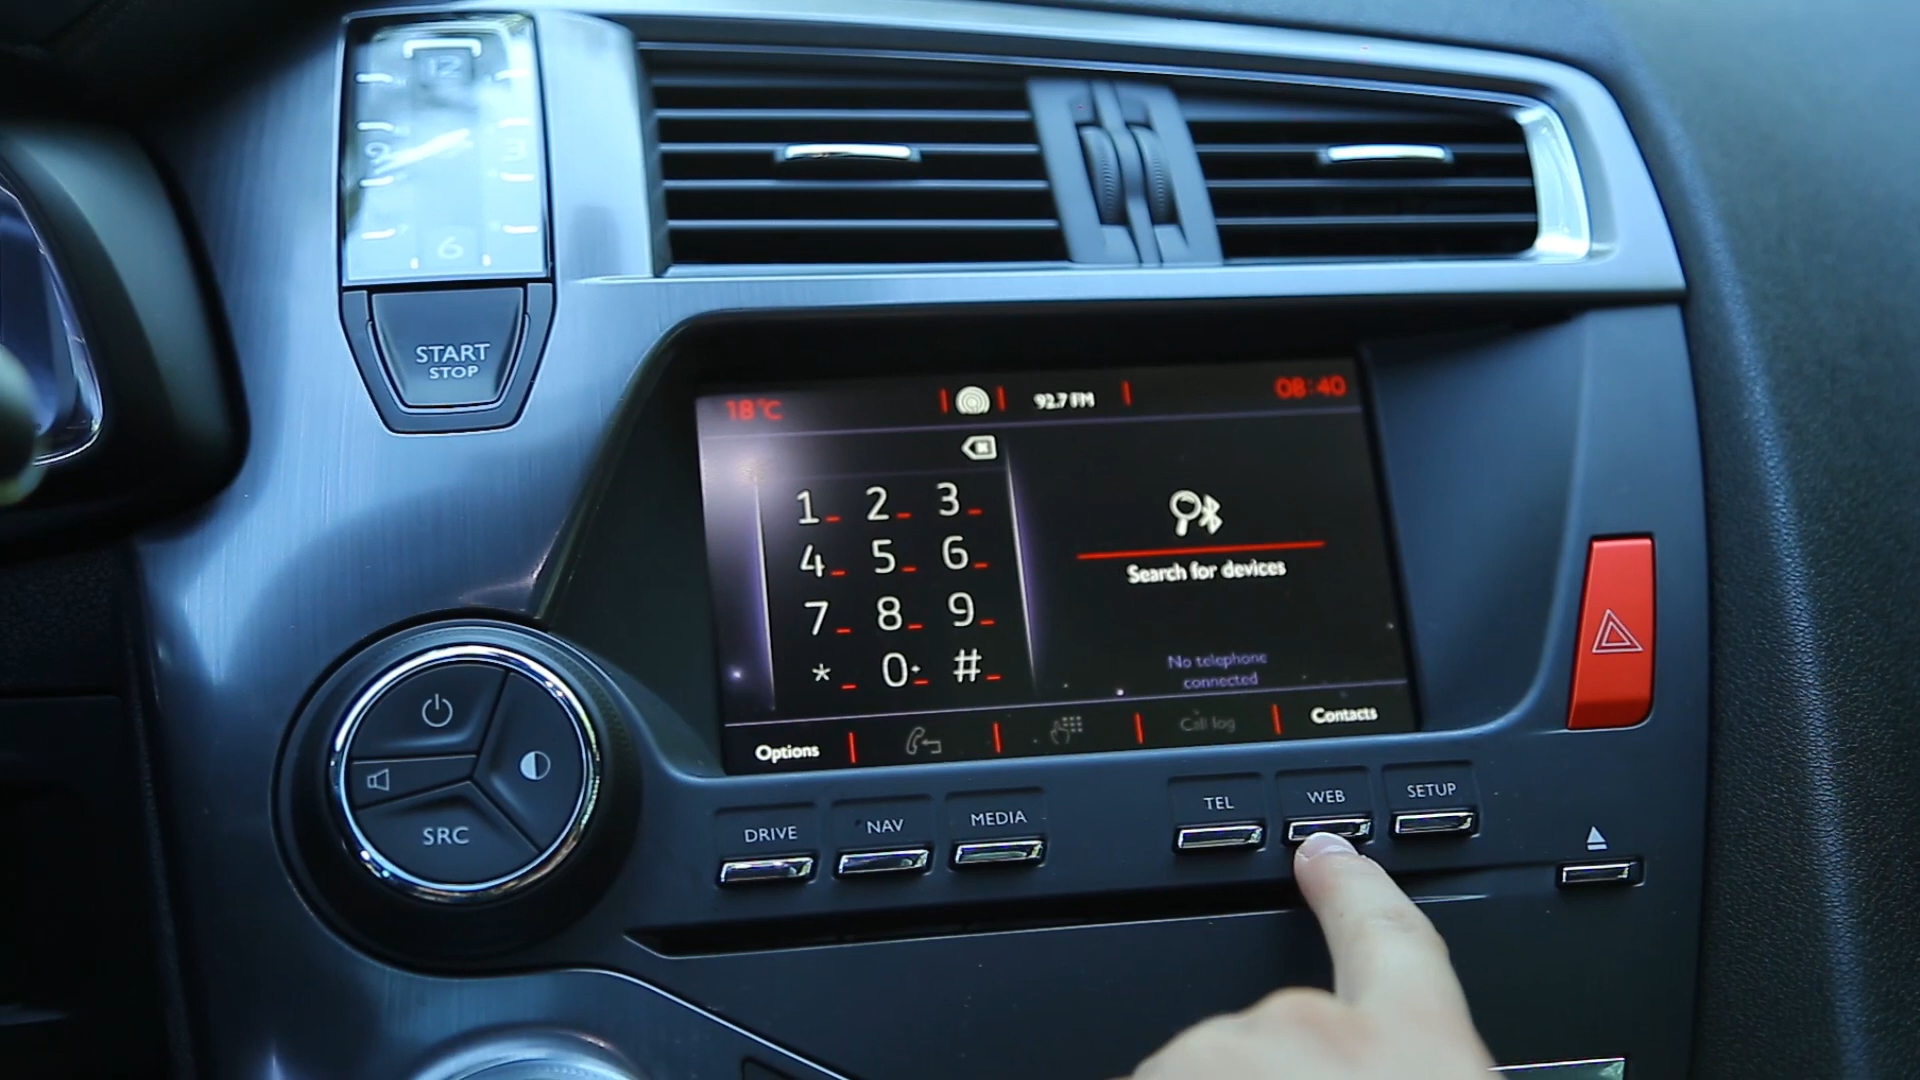 12
9 3
6
START
STOP
18°C 92.7 FM 08:40
1 2 3
4 5 6
7 8 9
* 0+ #
Search for devices
No telephone
connected
Options Call log Contacts
SRC
DRIVE NAV MEDIA TEL WEB SETUP